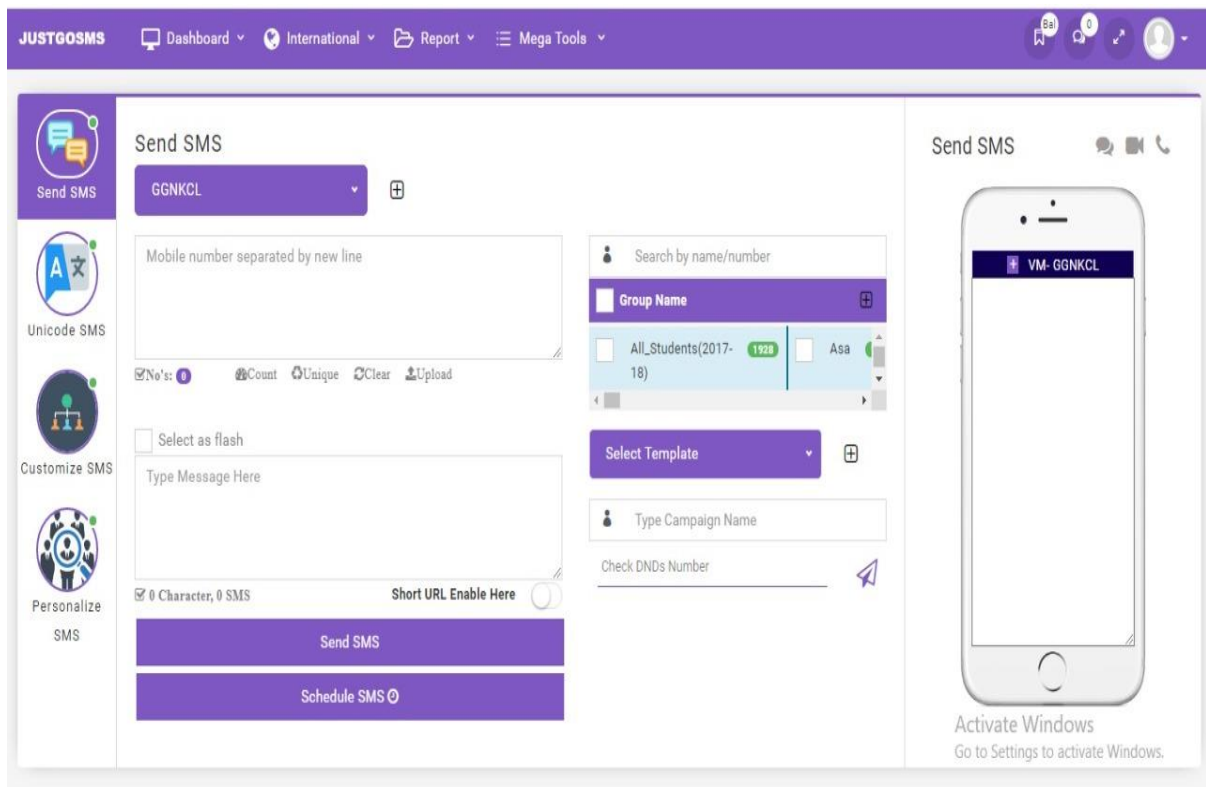 JUSTGOSMS Dashboard International Report Mega Tools Bal 0
Send SMS
Unicode SMS
Customize SMS
Personalize
SMS
Send SMS
GGNKCL
Mobile number separated by new line
No's: 0 Count Unique Clear Upload
Select as flash
Type Message Here
0 Character, 0 SMS Short URL Enable Here
Send SMS
Schedule SMS
Search by name/number
Group Name
All_Students(2017- 1928 Asa
18)
Select Template
Type Campaign Name
Check DNDs Number
Send SMS
VM- GGNKCL
Activate Windows
Go to Settings to activate Windows.